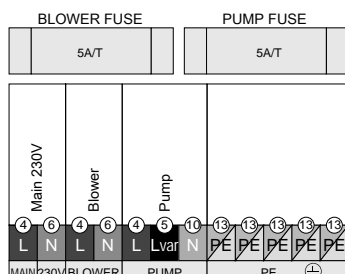 BLOWER FUSE PUMP FUSE
5A/T 5A/T
Main 230V Blower Pump
4 6 4 6 4 5 10 13 13 13 13 13
L N L N L Lvar N PE PE PE PE PE
MAIN 230V BLOWER PUMP PE